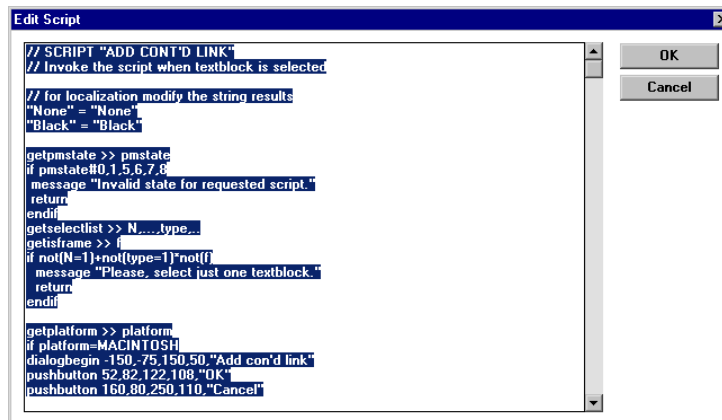 Edit Script
// SCRIPT "ADD CONT'D LINK"
// Invoke the script when textblock is selected
// for localization modify the string results
"None" = "None"
"Black" = "Black"
getpmstate >> pmstate
if pmstate#0,1,5,6,7,8
message "Invalid state for requested script."
return
endif
getselectlist >> N,...,type,..
getisframe >> f
if not(N=1)+not(type=1)*not(f)
message "Please, select just one textblock."
return
endif
getplatform >> platform
if platform=MACINTOSH
dialogbegin -150,-75,150,50,"Add con'd link"
pushbutton 52,82,122,108,"OK"
pushbutton 160,80,250,110,"Cancel"
OK
Cancel